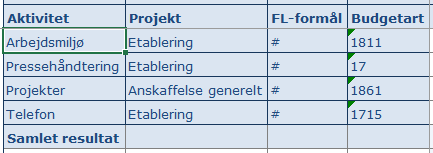 Aktivitet Projekt FL-formål Budgetart
Arbejdsmiljø Etablering # 1811
Pressehåndtering Etablering # 17
Projekter Anskaffelse generelt # 1861
Telefon Etablering # 1715
Samlet resultat